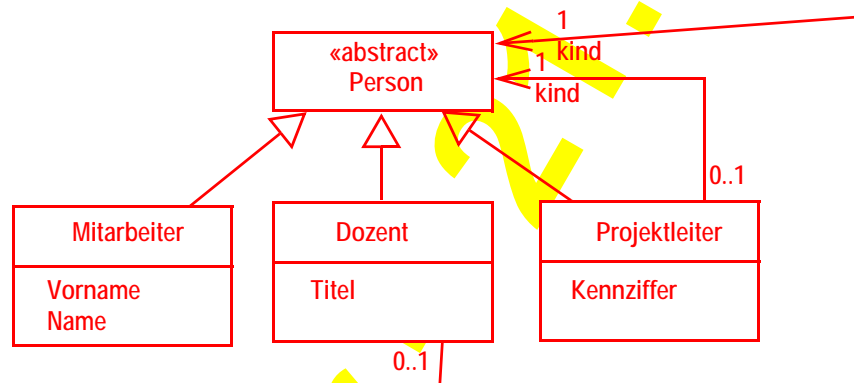 1
kind
«abstract»
Person
1
kind
0..1
Mitarbeiter
Vorname
Name
Dozent
Titel
Projektleiter
Kennziffer
0..1